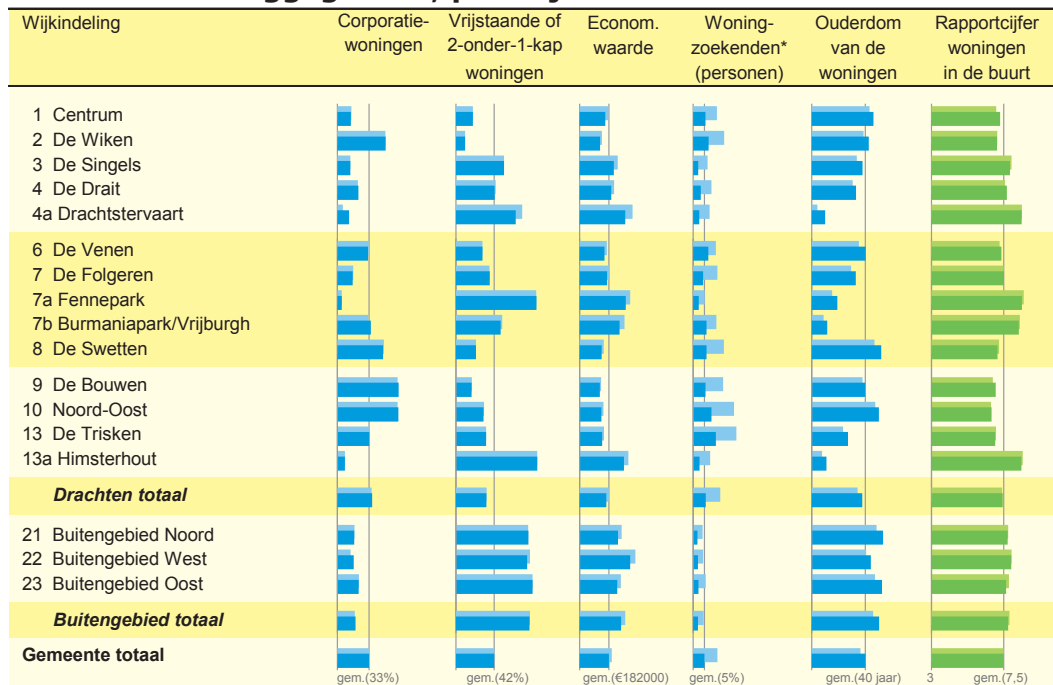 Wijkindeling Corporatie- Vrijstaande of Econom. Woning- Ouderdom Rapportcijfer
woningen 2-onder-1-kap waarde zoekenden* van de woningen
woningen (personen) woningen in de buurt
1 Centrum
2 De Wiken
3 De Singels
4 De Drait
4a Drachtstervaart
6 De Venen
7 De Folgeren
7a Fennepark
7b Burmaniapark/Vrijburgh
8 De Swetten
9 De Bouwen
10 Noord-Oost
13 De Trisken
13a Himsterhout
Drachten totaal
21 Buitengebied Noord
22 Buitengebied West
23 Buitengebied Oost
Buitengebied totaal
Gemeente totaal
gem.(33%) gem.(42%) gem.(€182000) gem.(5%) gem.(40 jaar) 3 gem.(7,5)